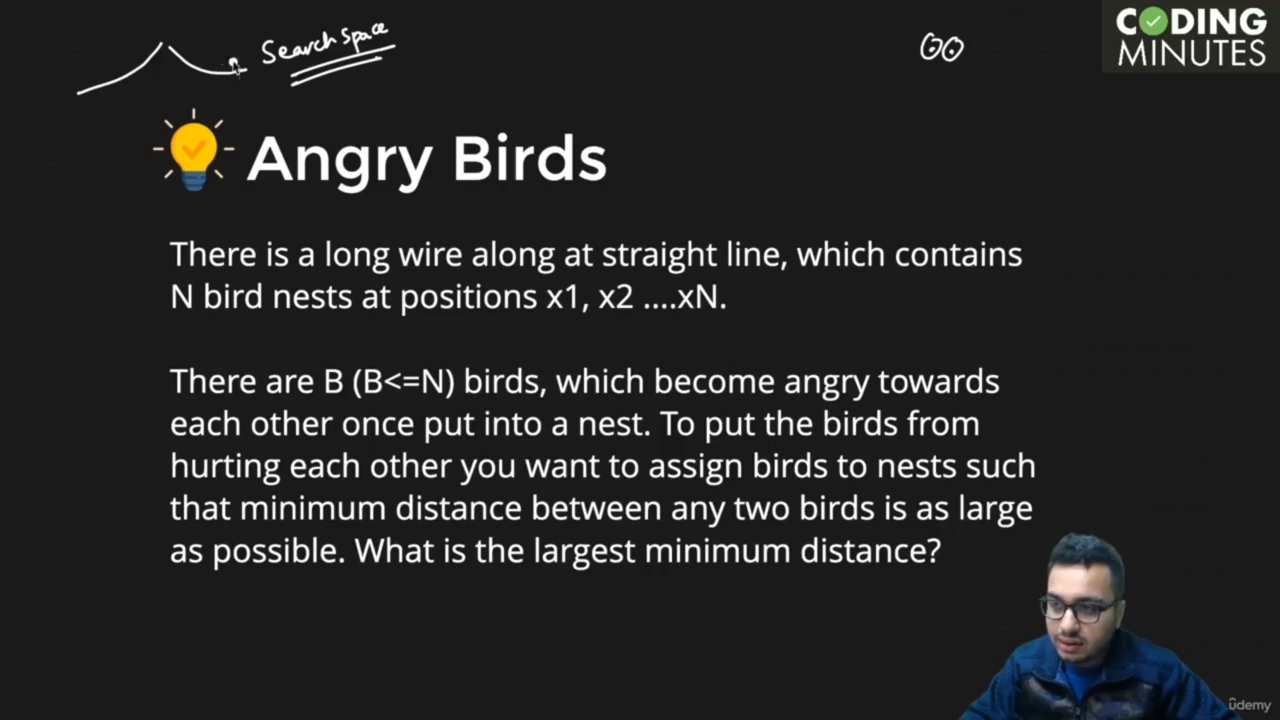 Search space
CODING
MINUTES
Angry Birds
There is a long wire along at straight line, which contains
N bird nests at positions x1, x2 ....xN.
There are B (B<=N) birds, which become angry towards
each other once put into a nest. To put the birds from
hurting each other you want to assign birds to nests such
that minimum distance between any two birds is as large
as possible. What is the largest minimum distance?
ûdemy